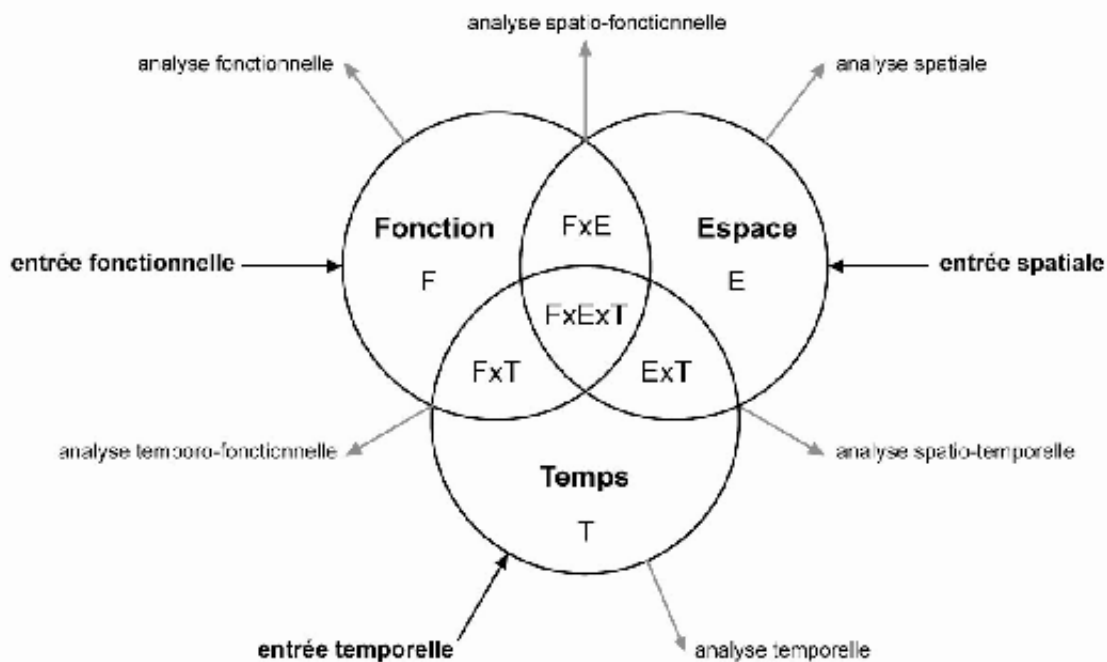 analyse spatio-fonctionnelle
analyse fonctionnelle
analyse spatiale
Fonction
FxE
Espace
entrée fonctionnelle
entrée spatiale
F
E
FxExT
FxT
ExT
analyse temporo-fonctionnelle
analyse spatio-temporelle
Temps
T
entrée temporelle
analyse temporelle